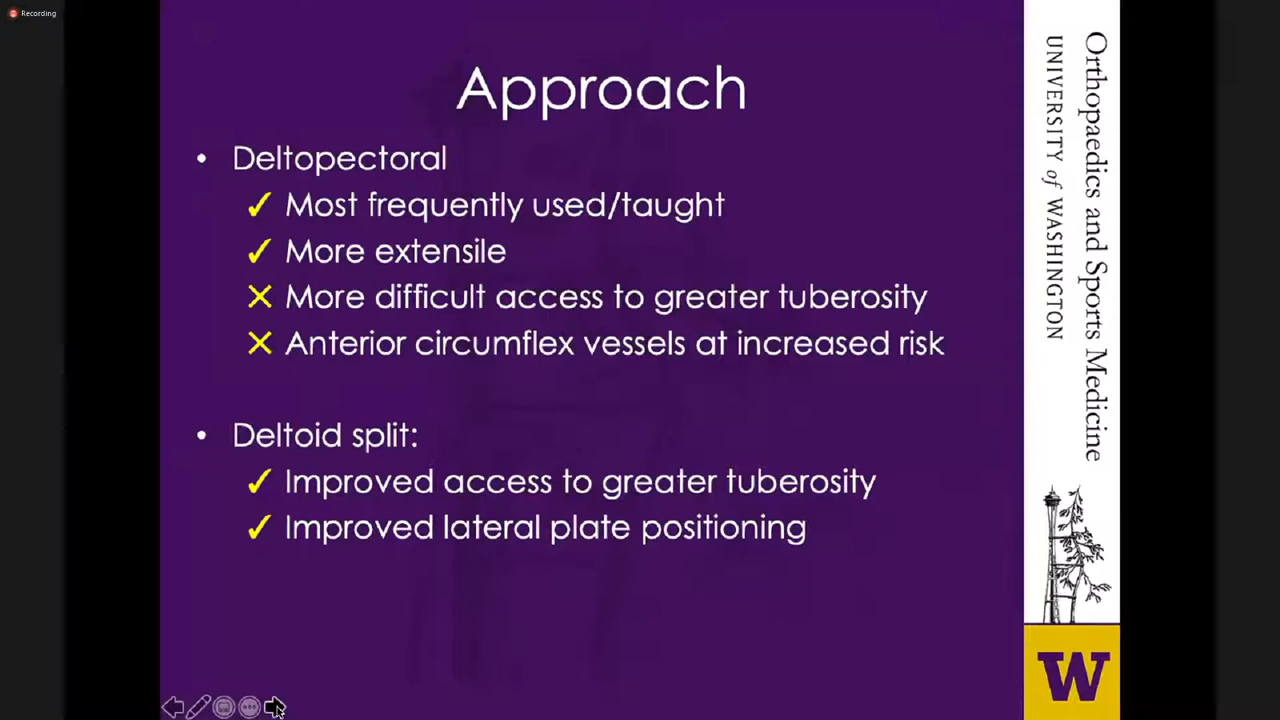 Recording
Approach
• Deltopectoral
✓ Most frequently used/taught
✓ More extensile
✕ More difficult access to greater tuberosity
✕ Anterior circumflex vessels at increased risk
• Deltoid split:
✓ Improved access to greater tuberosity
✓ Improved lateral plate positioning
Orthopaedics and Sports Medicine
UNIVERSITY of WASHINGTON
W